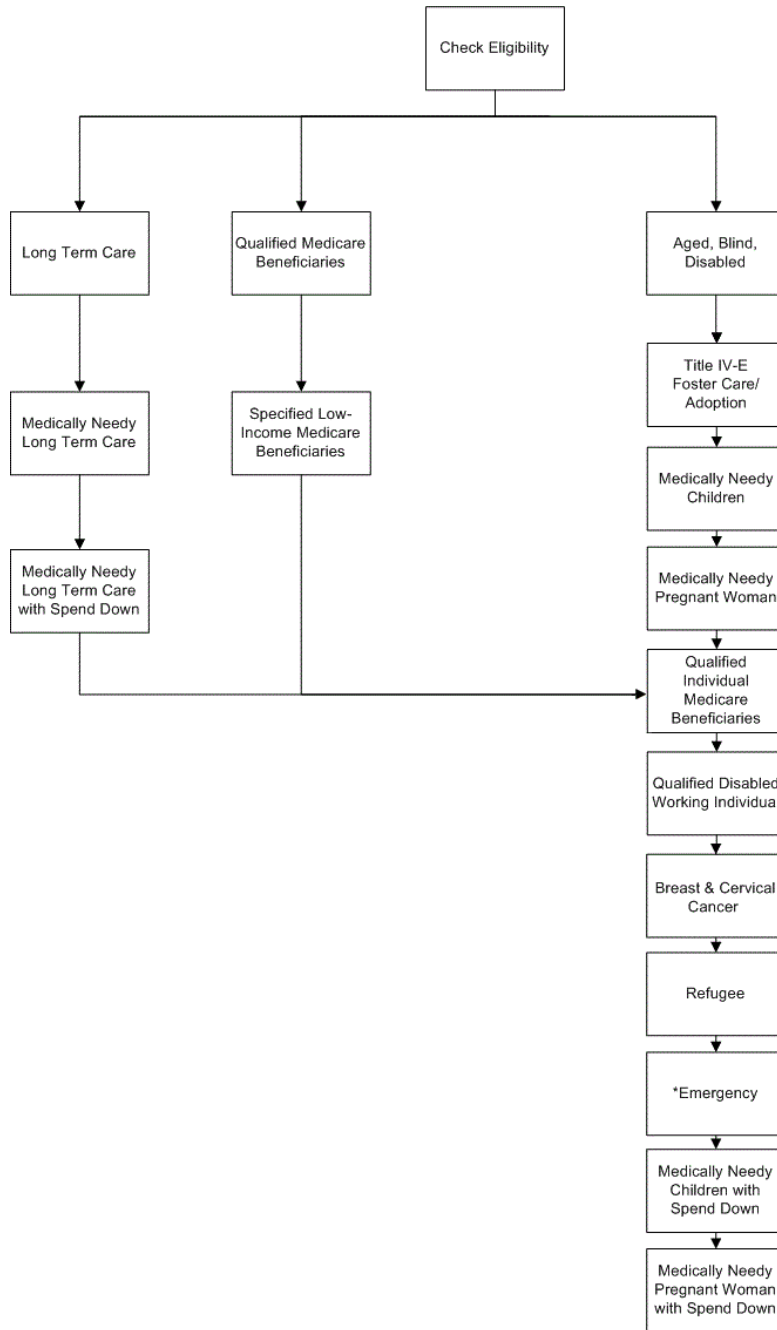 Check Eligibility
Long Term Care
Qualified Medicare
Beneficiaries
Aged, Blind,
Disabled
Title IV-E
Foster Care/
Adoption
Medically Needy
Long Term Care
Specified Low-
Income Medicare
Beneficiaries
Medically Needy
Children
Medically Needy
Long Term Care
with Spend Down
Medically Needy
Pregnant Woman
Qualified
Individual
Medicare
Beneficiaries
Qualified Disabled
Working Individual
Breast & Cervical
Cancer
Refugee
*Emergency
Medically Needy
Children with
Spend Down
Medically Needy
Pregnant Woman
with Spend Down